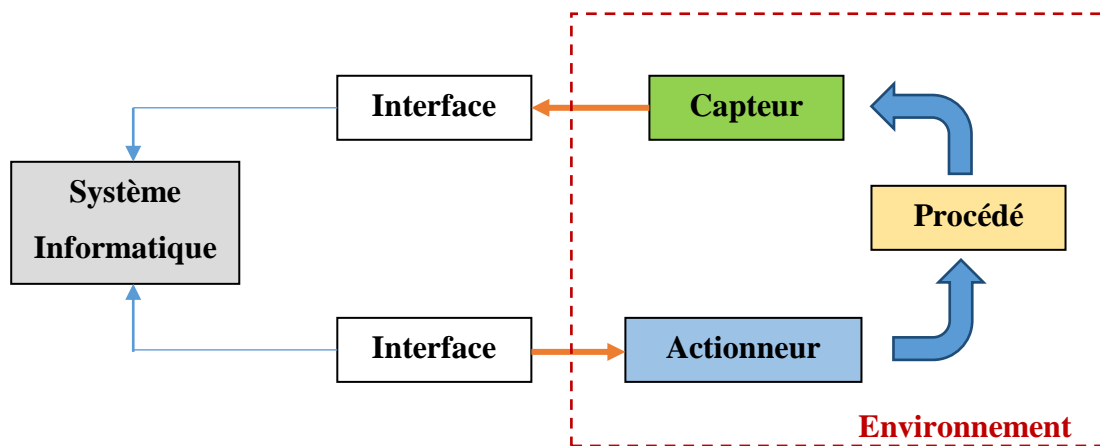 Interface
Capteur
Système
Informatique
Procédé
Interface
Actionneur
Environnement